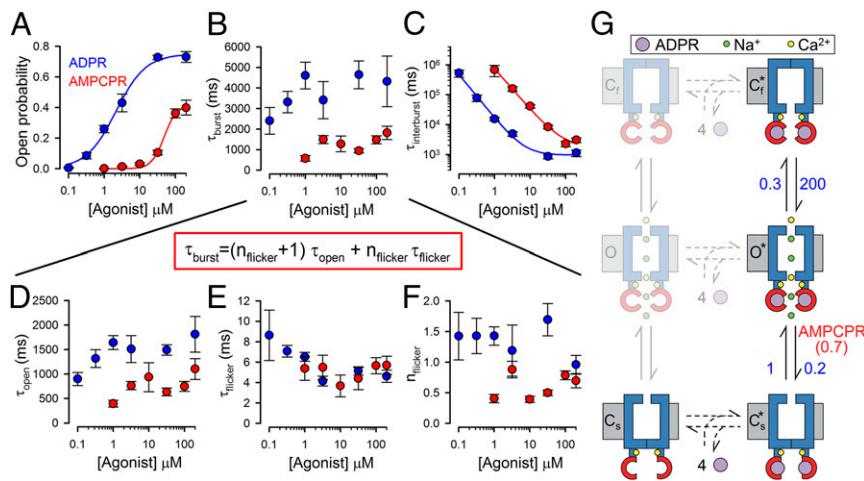 A
Open probability
0.8
0.6
0.4
0.2
0.0
ADPR
AMPCPR
0.1 1 10 100
[Agonist] μM
B
τburst (ms)
6000
5000
4000
3000
2000
1000
0
0.1 1 10 100
[Agonist] μM
C
τinterburst (ms)
10⁶
10⁵
10⁴
10³
0.1 1 10 100
[Agonist] μM
τburst=(nflicker+1) τopen + nflicker τflicker
D
τopen (ms)
2500
2000
1500
1000
500
0
0.1 1 10 100
[Agonist] μM
E
τflicker (ms)
12
10
8
6
4
2
0
0.1 1 10 100
[Agonist] μM
F
nflicker
2.0
1.5
1.0
0.5
0.0
0.1 1 10 100
[Agonist] μM
G
ADPR Na⁺ Ca²⁺
Cf
C*f
4
0.3 200
O
O*
4
AMPCPR
(0.7)
1 0.2
Cs
C*s
4